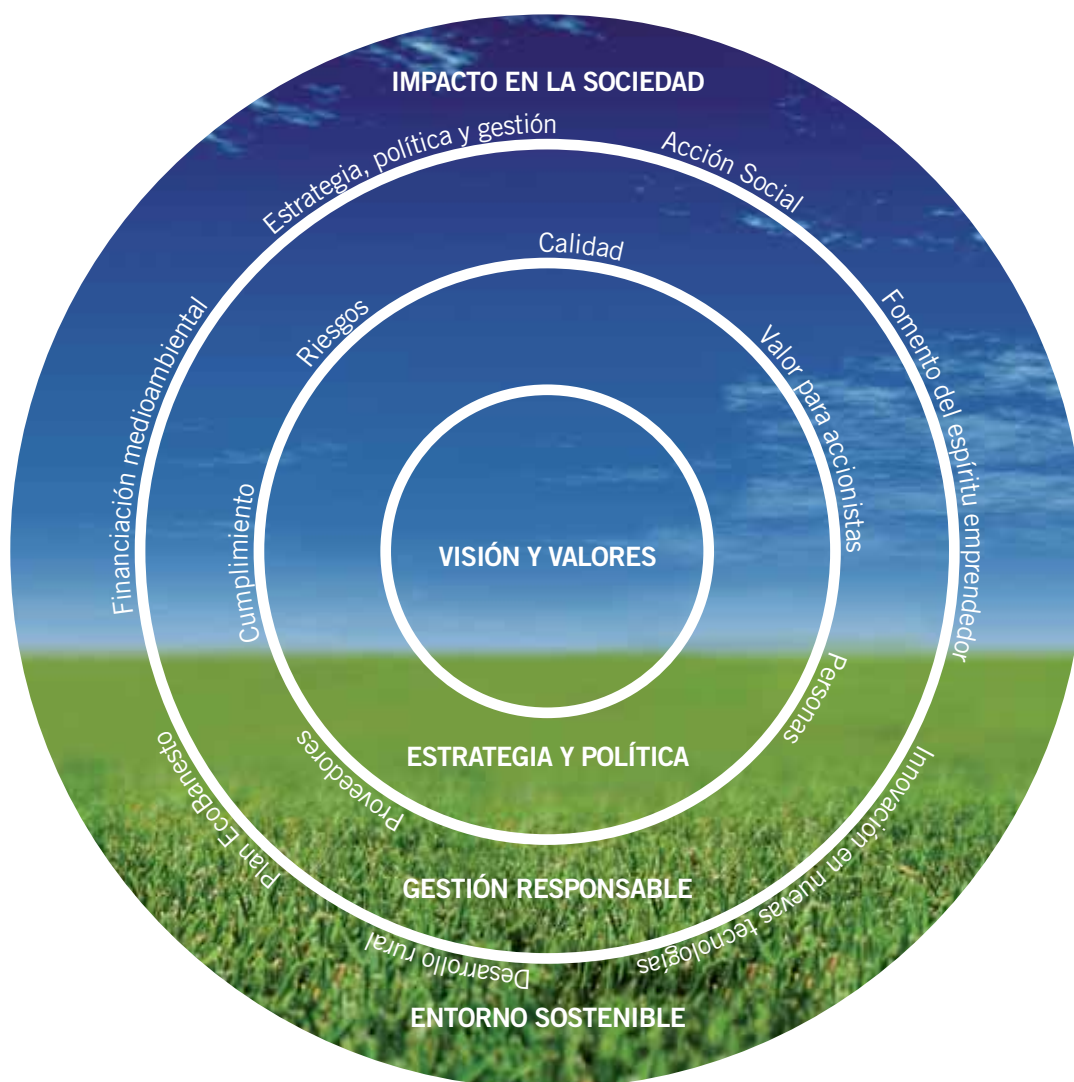 IMPACTO EN LA SOCIEDAD
Estrategia, política y gestión
Acción Social
Calidad
Riesgos
Valor para accionistas
Fomento del espíritu emprendedor
Financiación medioambiental
Cumplimiento
VISIÓN Y VALORES
Personas
Proveedores
ESTRATEGIA Y POLÍTICA
Plan EcoBanesto
Innovación en nuevas tecnologías
GESTIÓN RESPONSABLE
Desarrollo rural
ENTORNO SOSTENIBLE